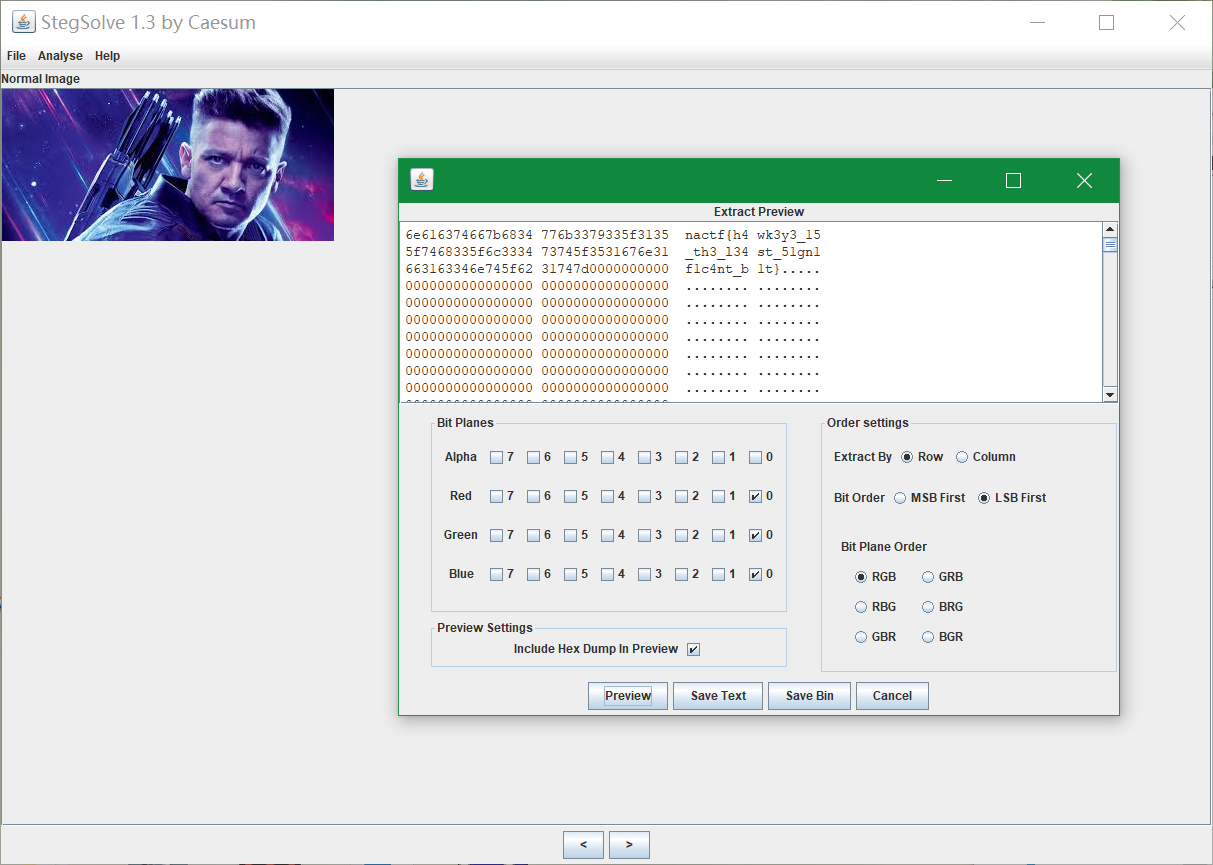 StegSolve 1.3 by Caesum
File Analyse Help
Normal Image
Extract Preview
6e616374667b6834 776b3379335f3135 nactf{h4 wk3y3_15
5f7468335f6c3334 73745f3531676e31 _th3_l34 st_51gn1
663163346e745f62 31747d0000000000 f1c4nt_b 1t}.....
0000000000000000 0000000000000000 ........ ........
0000000000000000 0000000000000000 ........ ........
0000000000000000 0000000000000000 ........ ........
0000000000000000 0000000000000000 ........ ........
0000000000000000 0000000000000000 ........ ........
0000000000000000 0000000000000000 ........ ........
0000000000000000 0000000000000000 ........ ........
Bit Planes
Alpha 7 6 5 4 3 2 1 0
Red 7 6 5 4 3 2 1 0
Green 7 6 5 4 3 2 1 0
Blue 7 6 5 4 3 2 1 0
Preview Settings
Include Hex Dump In Preview
Order settings
Extract By Row Column
Bit Order MSB First LSB First
Bit Plane Order
RGB GRB
RBG BRG
GBR BGR
Preview Save Text Save Bin Cancel
< >